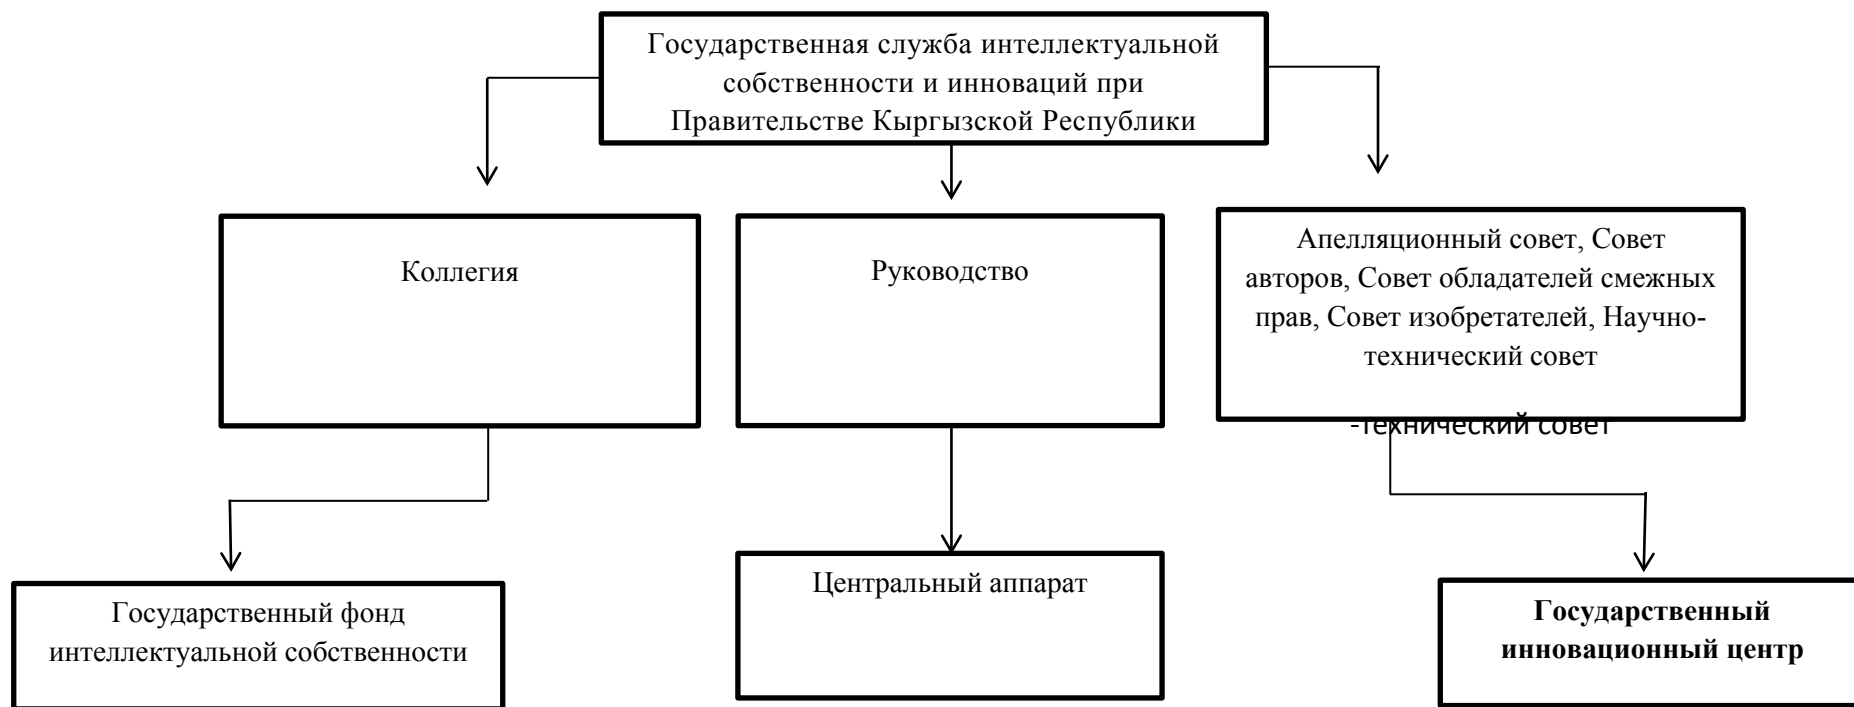 Государственная служба интеллектуальной
собственности и инноваций при
Правительстве Кыргызской Республики
Коллегия
Руководство
Апелляционный совет, Совет
авторов, Совет обладателей смежных
прав, Совет изобретателей, Научно-
технический совет
-технический совет
Государственный фонд
интеллектуальной собственности
Центральный аппарат
Государственный
инновационный центр